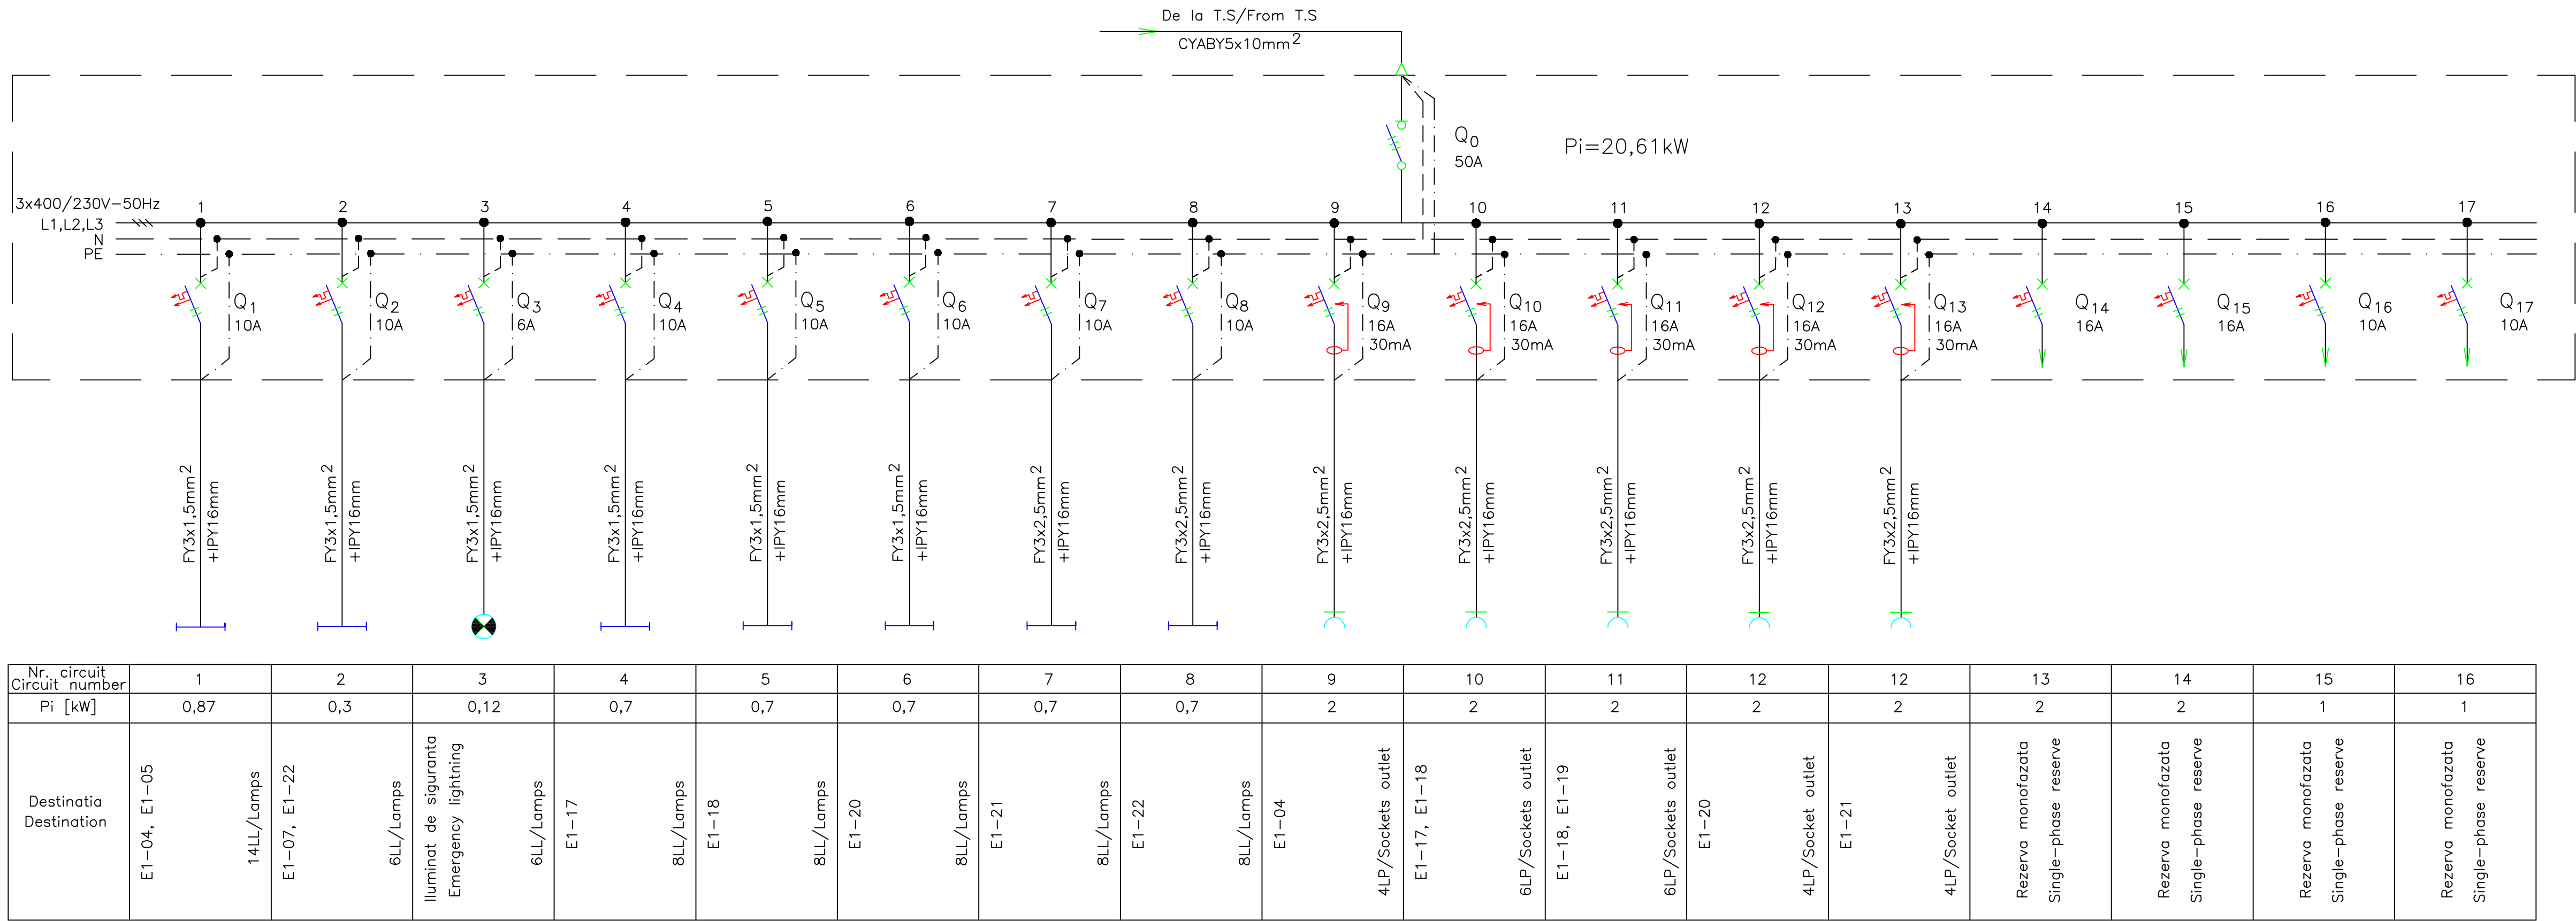 De la T.S/From T.S
CYABY5x10mm²
Q0
50A
Pi=20,61kW
3x400/230V-50Hz
L1,L2,L3
N
PE
1 2 3 4 5 6 7 8 9 10 11 12 13 14 15 16 17
Q1
10A
Q2
10A
Q3
6A
Q4
10A
Q5
10A
Q6
10A
Q7
10A
Q8
10A
Q9
16A
30mA
Q10
16A
30mA
Q11
16A
30mA
Q12
16A
30mA
Q13
16A
30mA
Q14
16A
Q15
16A
Q16
10A
Q17
10A
FY3x1,5mm²
+IPY16mm
FY3x1,5mm²
+IPY16mm
FY3x1,5mm²
+IPY16mm
FY3x1,5mm²
+IPY16mm
FY3x1,5mm²
+IPY16mm
FY3x1,5mm²
+IPY16mm
FY3x2,5mm²
+IPY16mm
FY3x2,5mm²
+IPY16mm
FY3x2,5mm²
+IPY16mm
FY3x2,5mm²
+IPY16mm
FY3x2,5mm²
+IPY16mm
FY3x2,5mm²
+IPY16mm
FY3x2,5mm²
+IPY16mm
Nr. circuit
Circuit number
1 2 3 4 5 6 7 8 9 10 11 12 12 13 14 15 16
Pi [kW] 0,87 0,3 0,12 0,7 0,7 0,7 0,7 0,7 2 2 2 2 2 2 2 1 1
Destinatia
Destination
E1-04, E1-05
14LL/Lamps
E1-07, E1-22
6LL/Lamps
Iluminat de siguranta
Emergency lightning
6LL/Lamps
E1-17
8LL/Lamps
E1-18
8LL/Lamps
E1-20
8LL/Lamps
E1-21
8LL/Lamps
E1-22
8LL/Lamps
E1-04
4LP/Sockets outlet
E1-17, E1-18
6LP/Sockets outlet
E1-18, E1-19
6LP/Sockets outlet
E1-20
4LP/Socket outlet
E1-21
4LP/Socket outlet
Rezerva monofazata
Single-phase reserve
Rezerva monofazata
Single-phase reserve
Rezerva monofazata
Single-phase reserve
Rezerva monofazata
Single-phase reserve